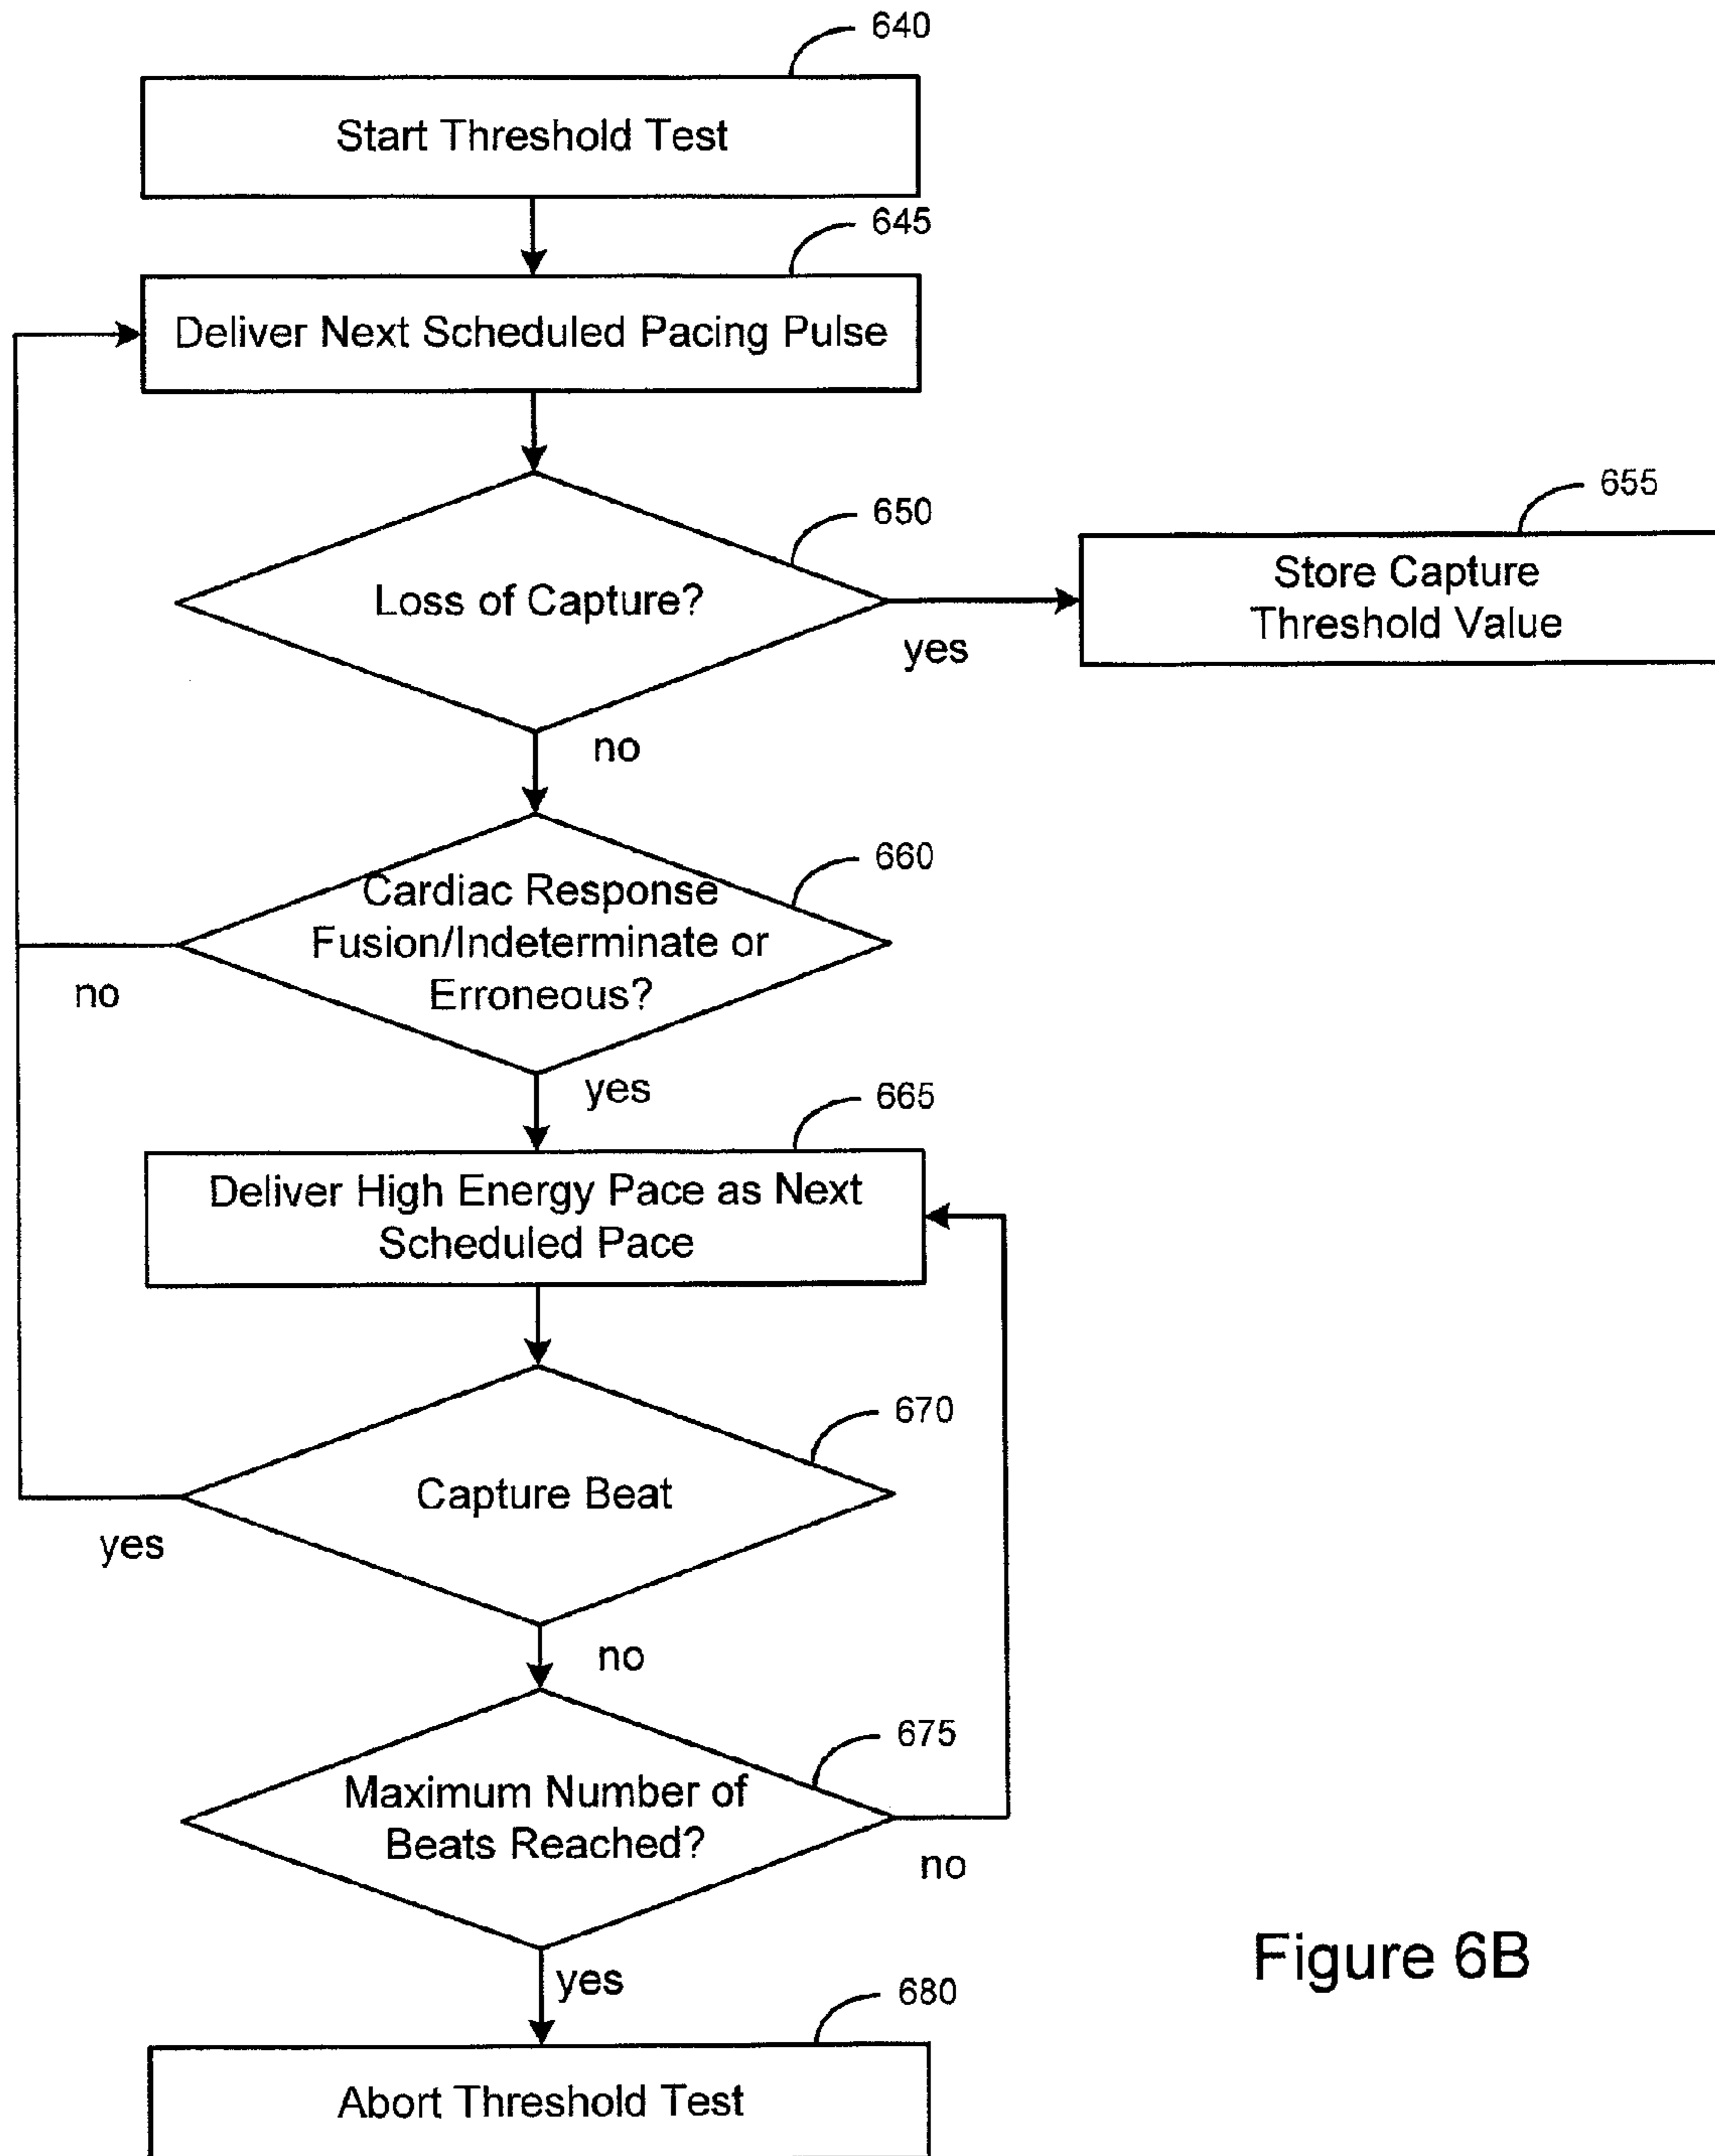 640
Start Threshold Test
645
Deliver Next Scheduled Pacing Pulse
650
Loss of Capture?
yes
655
Store Capture
Threshold Value
no
660
Cardiac Response
Fusion/Indeterminate or
Erroneous?
no
yes
665
Deliver High Energy Pace as Next
Scheduled Pace
670
Capture Beat
yes
no
675
Maximum Number of
Beats Reached?
no
yes
680
Abort Threshold Test
Figure 6B